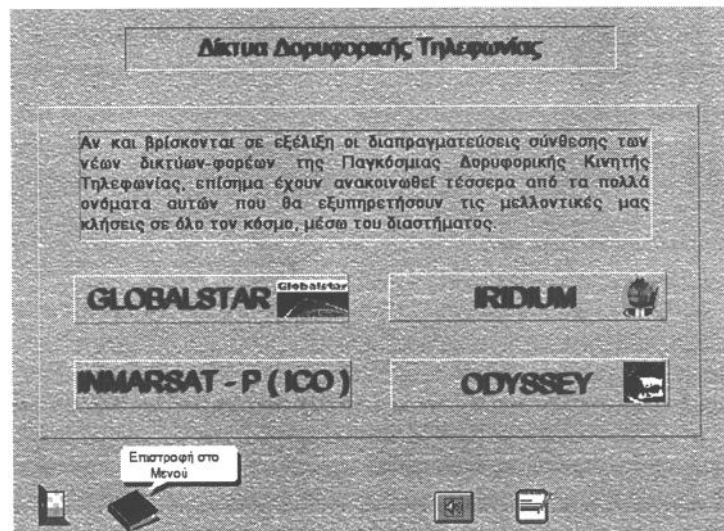 Δίκτυα Δορυφορικής Τηλεφωνίας
Αν και βρίσκονται σε εξέλιξη οι διαπραγματεύσεις σύνθεσης των
νέων δικτύων-φορέων της Παγκόσμιας Δορυφορικής Κινητής
Τηλεφωνίας, επίσημα έχουν ανακοινωθεί τέσσερα από τα πολλά
ονόματα αυτών που θα εξυπηρετήσουν τις μελλοντικές μας
κλήσεις σε όλο τον κόσμο, μέσω του διαστήματος.
GLOBALSTAR Globalstar
IRIDIUM
INMARSAT - P ( ICO )
ODYSSEY
Επιστροφή στο
Μενού